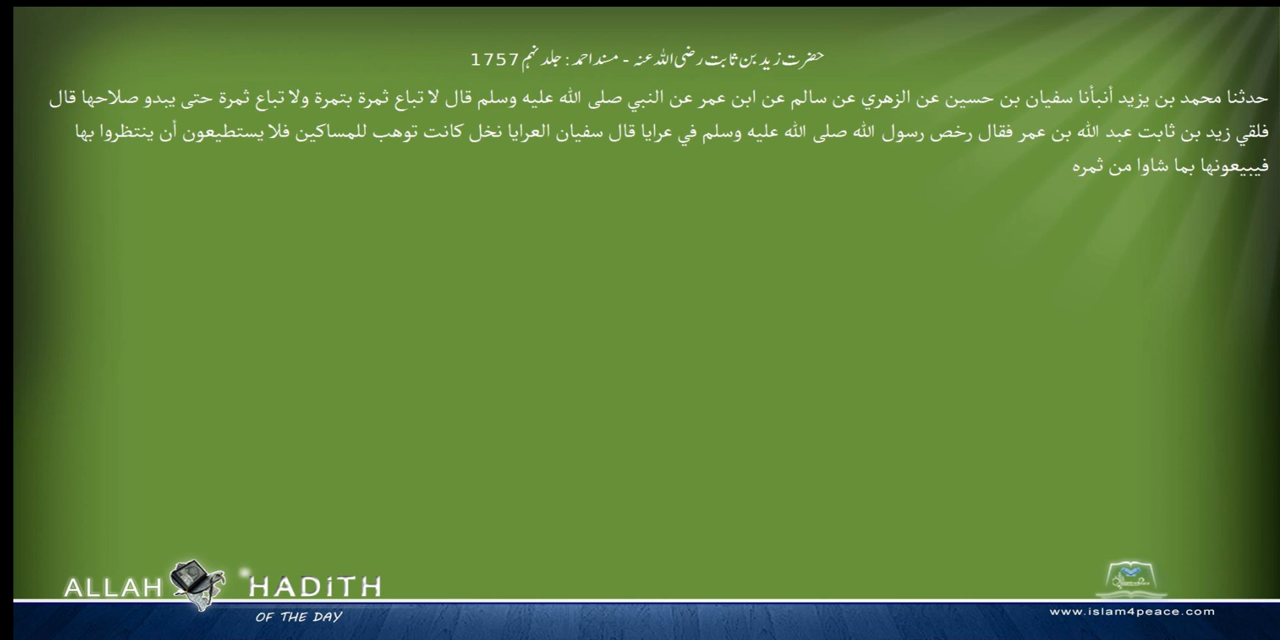 حضرت زید بن ثابت رضی اللہ عنہ - مسند احمد : جلد نہم 1757
حدثنا محمد بن يزيد أنبأنا سفيان بن حسين عن الزهري عن سالم عن ابن عمر عن النبي صلى الله عليه وسلم قال لا تباع ثمرة بتمرة ولا تباع ثمرة حتى يبدو صلاحها قال
فلقي زيد بن ثابت عبد الله بن عمر فقال رخص رسول الله صلى الله عليه وسلم في عرايا قال سفيان العرايا نخل كانت توهب للمساكين فلا يستطيعون أن ينتظروا بها
فيبيعونها بما شاوا من ثمره
ALLAH HADITH
OF THE DAY
www.islam4peace.com